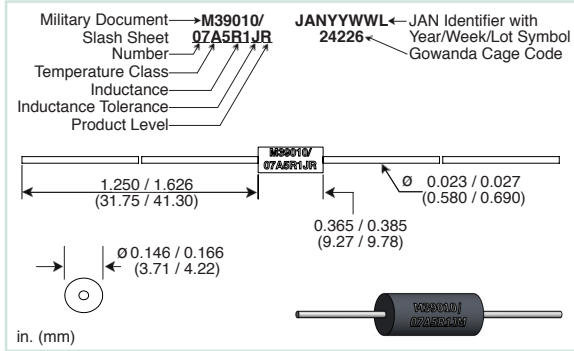 Military Document M39010/ JANYYWWL JAN Identifier with
Slash Sheet 07A5R1JR 24226 Year/Week/Lot Symbol
Number Gowanda Cage Code
Temperature Class
Inductance
Inductance Tolerance
Product Level
M39010/
07A5R1JR
1.250 / 1.626
(31.75 / 41.30)
Ø 0.023 / 0.027
(0.580 / 0.690)
0.365 / 0.385
(9.27 / 9.78)
Ø 0.146 / 0.166
(3.71 / 4.22)
M39010/
07A5R1JM
in. (mm)